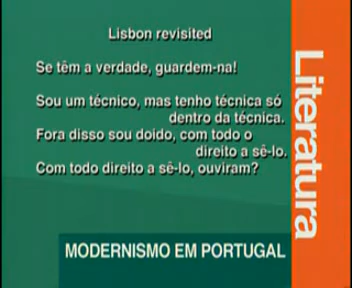 Lisbon revisited
Se têm a verdade, guardem-na!
Sou um técnico, mas tenho técnica só
dentro da técnica.
Fora disso sou doido, com todo o
direito a sê-lo.
Com todo direito a sê-lo, ouviram?
Literatura
MODERNISMO EM PORTUGAL